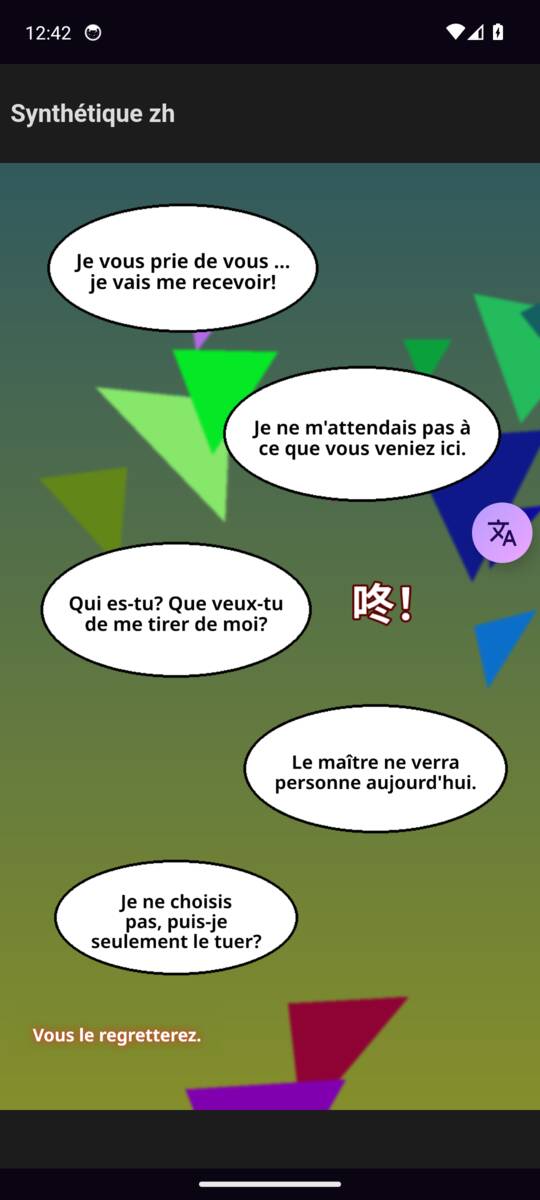 12:42
Synthétique zh
Je vous prie de vous ...
je vais me recevoir!
Je ne m'attendais pas à
ce que vous veniez ici.
Qui es-tu? Que veux-tu
de me tirer de moi?
咚!
Le maître ne verra
personne aujourd'hui.
Je ne choisis
pas, puis-je
seulement le tuer?
Vous le regretterez.